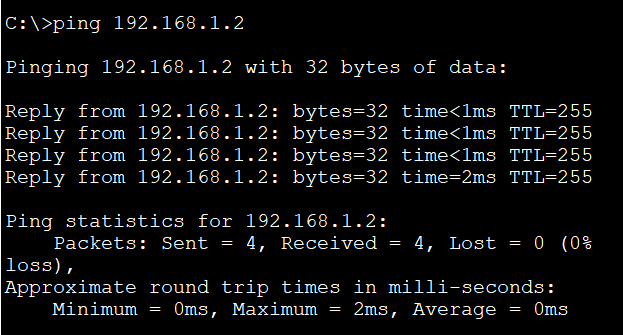 C:\>ping 192.168.1.2
Pinging 192.168.1.2 with 32 bytes of data:
Reply from 192.168.1.2: bytes=32 time<1ms TTL=255
Reply from 192.168.1.2: bytes=32 time<1ms TTL=255
Reply from 192.168.1.2: bytes=32 time<1ms TTL=255
Reply from 192.168.1.2: bytes=32 time=2ms TTL=255
Ping statistics for 192.168.1.2:
    Packets: Sent = 4, Received = 4, Lost = 0 (0%
loss),
Approximate round trip times in milli-seconds:
    Minimum = 0ms, Maximum = 2ms, Average = 0ms